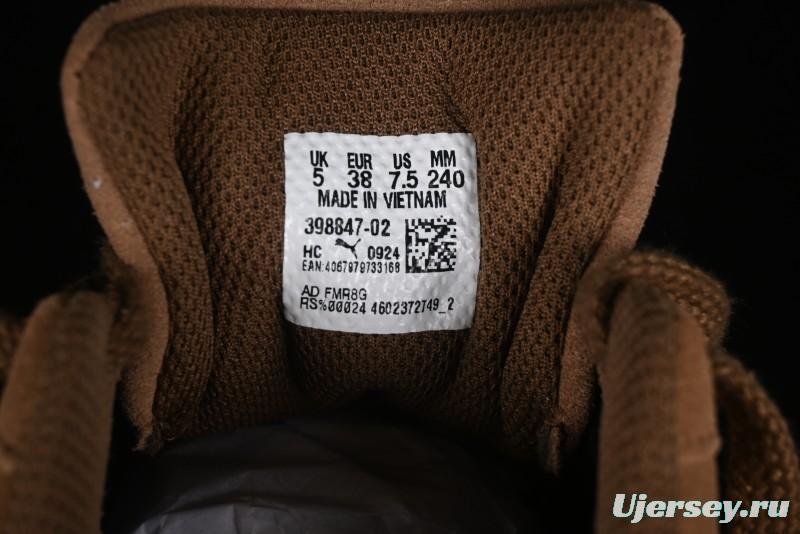 UK EUR US MM
5 38 7.5 240
MADE IN VIETNAM
398847-02
HC 0924
EAN:4067979733168
AD FMR8G
RS%00024 4602372749_2
Ujersey.ru